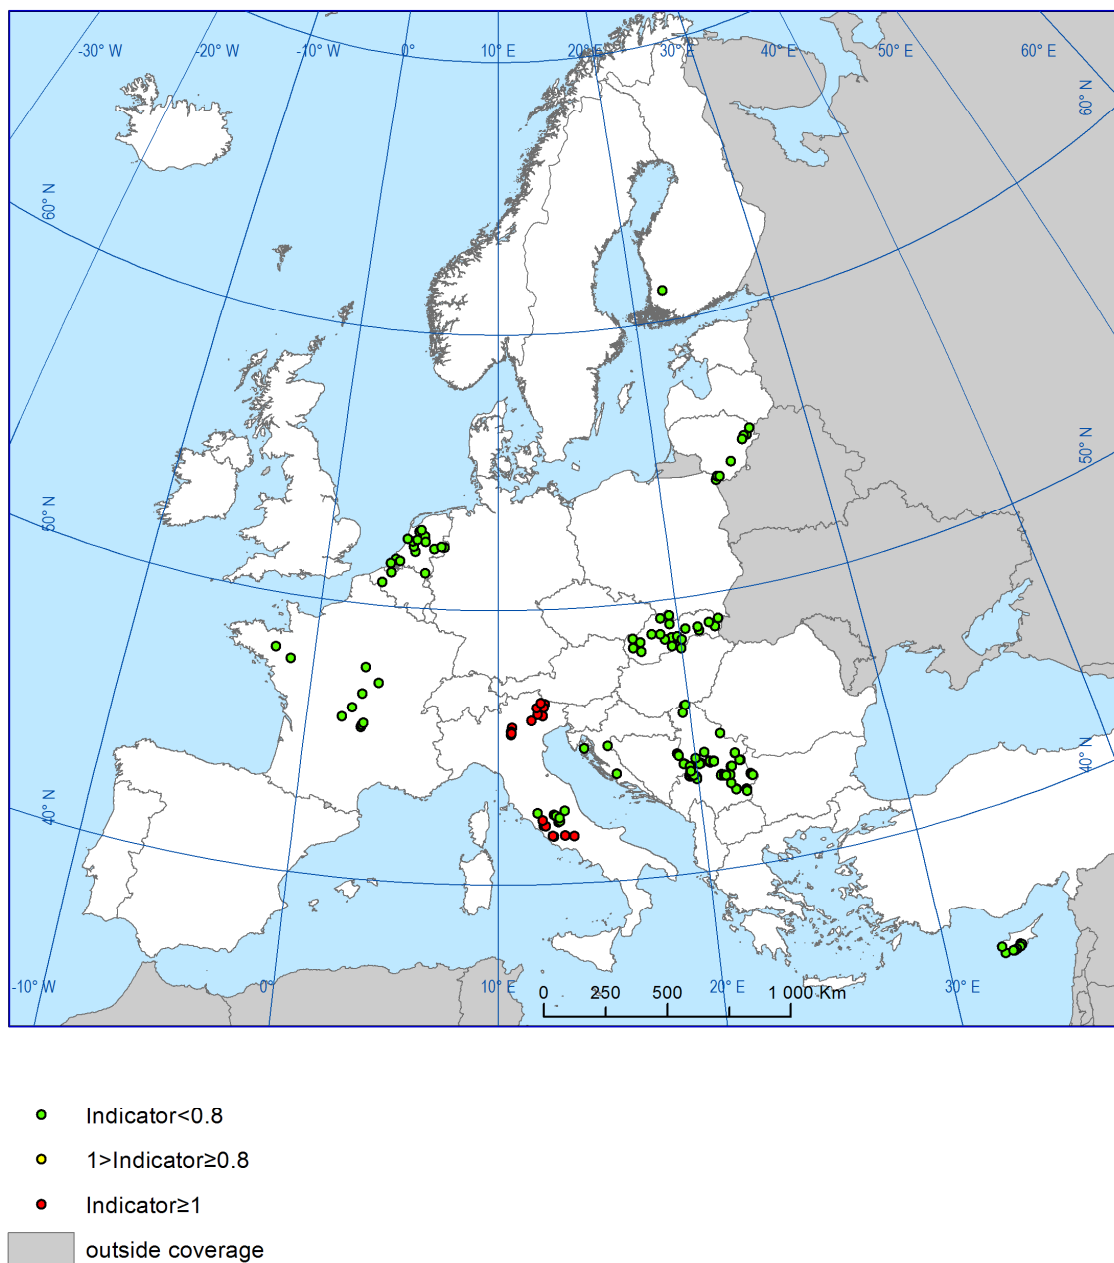 -30° W
-20° W
-10° W
0°
10° E
20° E
30° E
40° E
50° E
60° E
60° N
60° N
50° N
50° N
40° N
40° N
-10° W
0°
10° E
20° E
30° E
0 250 500 1 000 Km
Indicator<0.8
1>Indicator≥0.8
Indicator≥1
outside coverage